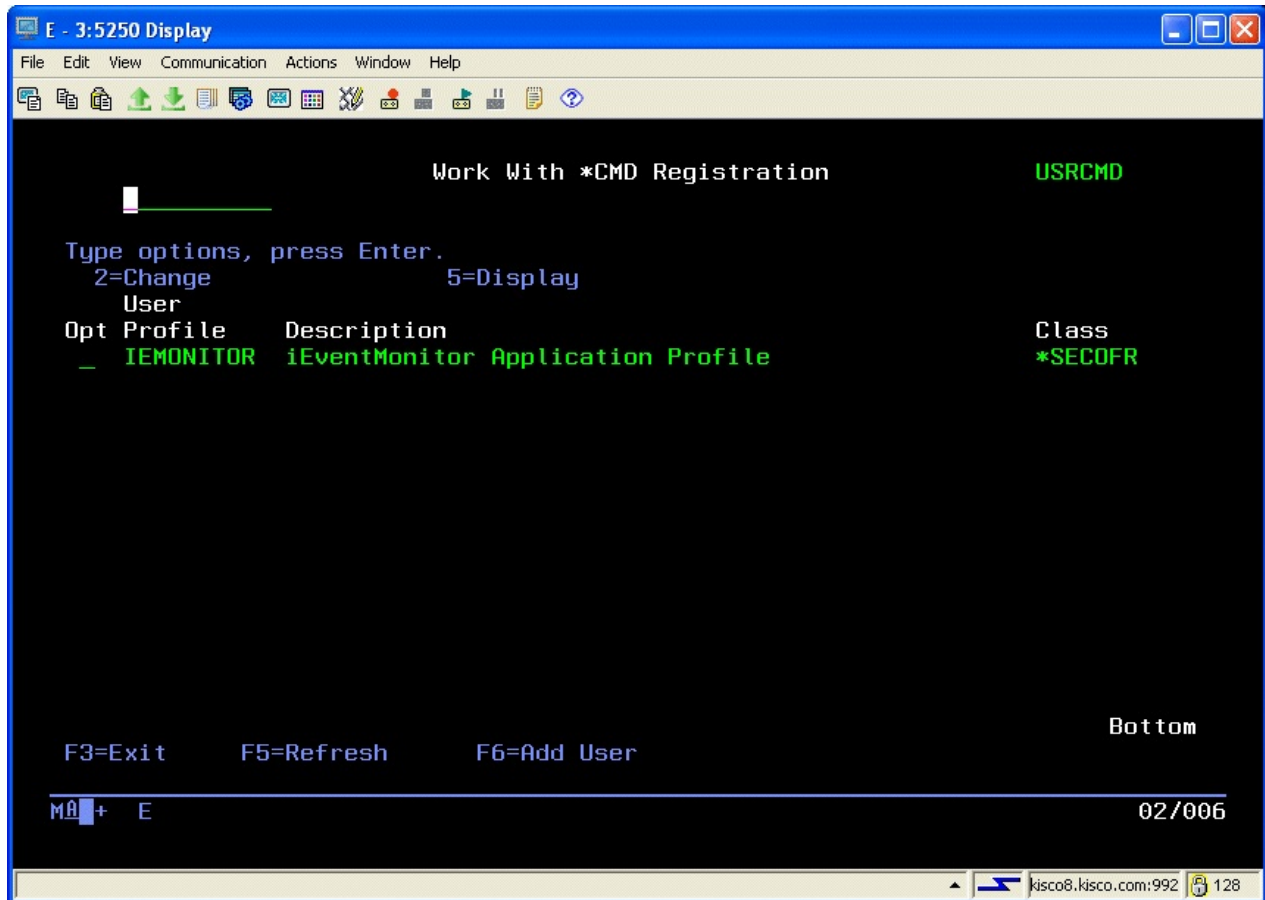 E - 3:5250 Display
File Edit View Communication Actions Window Help
Work With *CMD Registration USRCMD
Type options, press Enter.
2=Change 5=Display
User
Opt Profile Description Class
_ IEMONITOR iEventMonitor Application Profile *SECOFR
Bottom
F3=Exit F5=Refresh F6=Add User
MA + E 02/006
kisco8.kisco.com:992 128